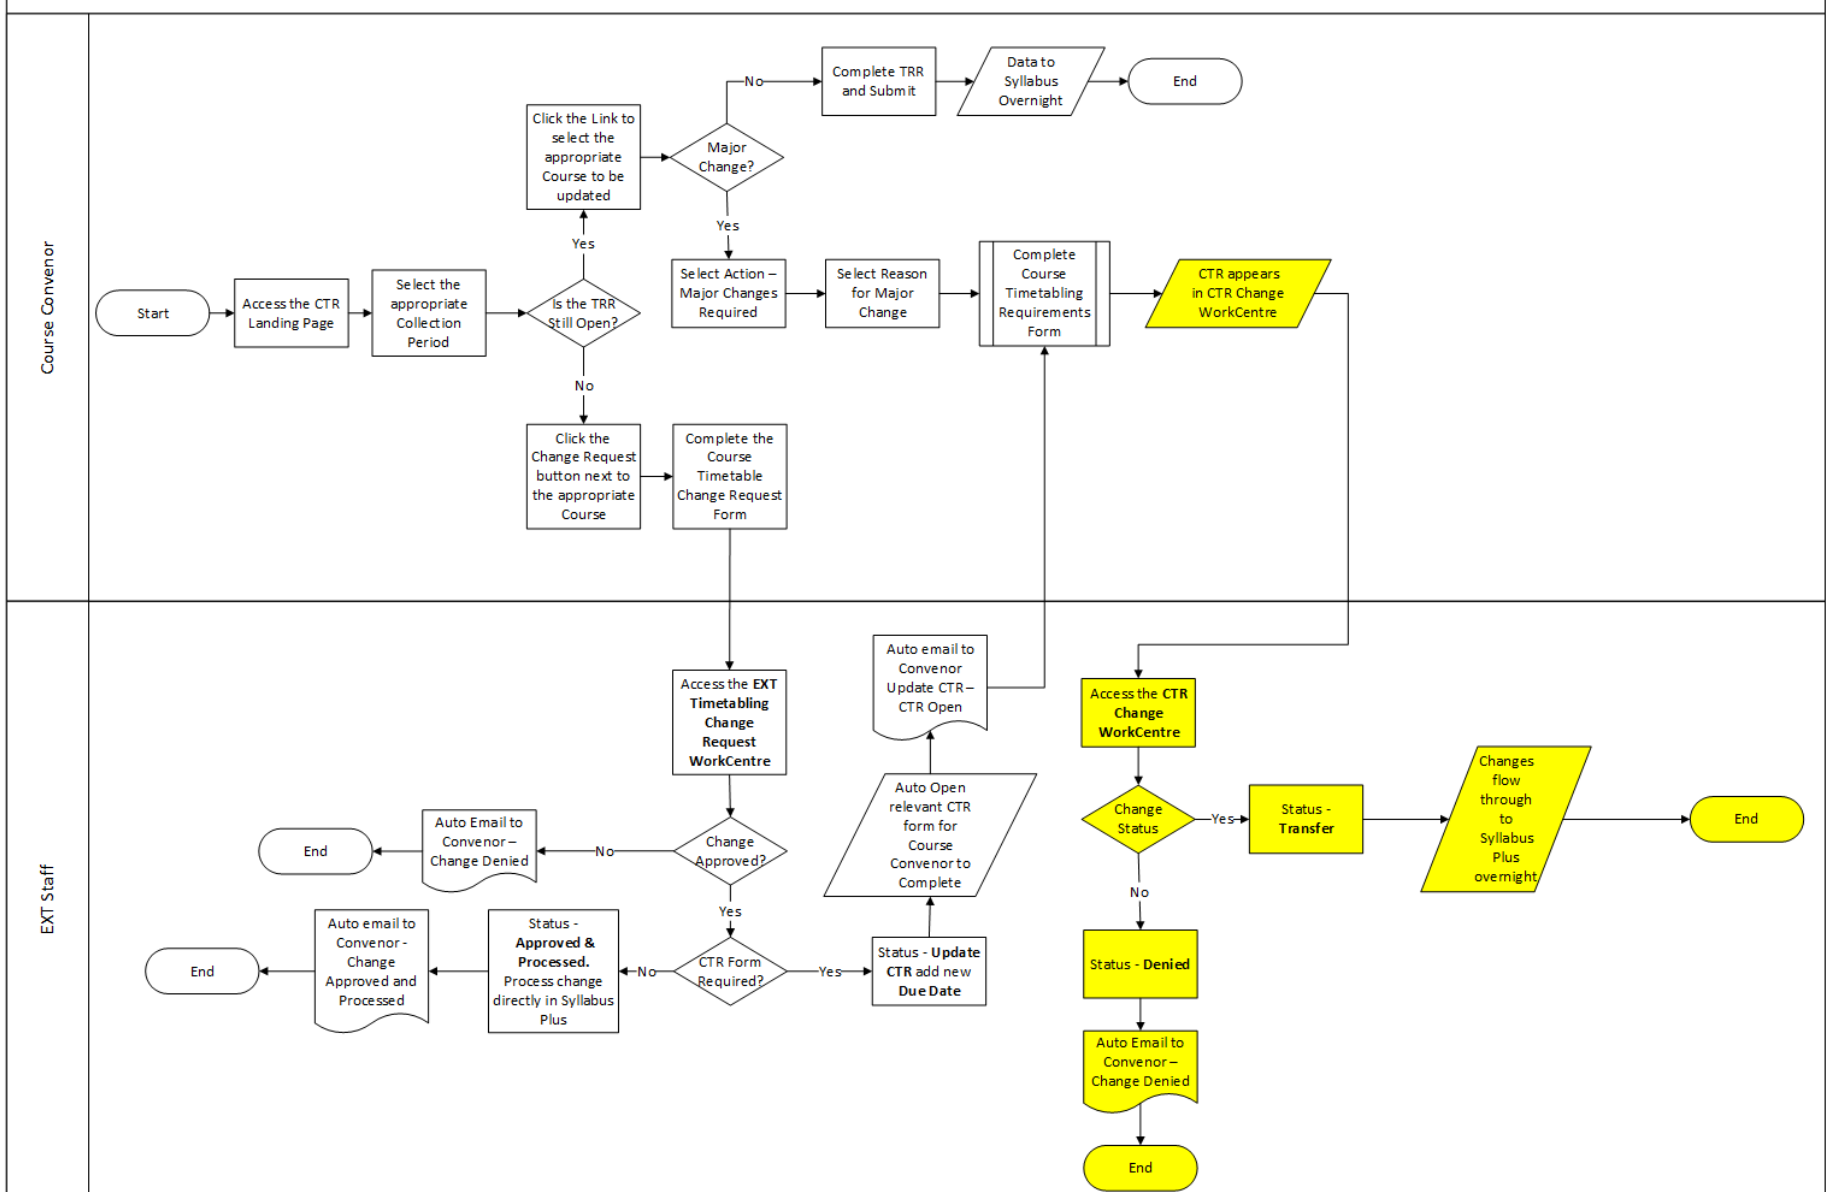 Course Convenor
Start
Access the CTR
Landing Page
Select the
appropriate
Collection
Period
Is the TRR
Still Open?
Yes
Click the Link to
select the
appropriate
Course to be
updated
Major
Change?
No
Complete TRR
and Submit
Data to
Syllabus
Overnight
End
Yes
Select Action –
Major Changes
Required
Select Reason
for Major
Change
Complete
Course
Timetabling
Requirements
Form
CTR appears
in CTR Change
WorkCentre
No
Click the
Change Request
button next to
the appropriate
Course
Complete the
Course
Timetable
Change Request
Form
EXT Staff
Access the EXT
Timetabling
Change
Request
WorkCentre
Change
Approved?
No
Auto Email to
Convenor –
Change Denied
End
Yes
CTR Form
Required?
No
Status -
Approved &
Processed.
Process change
directly in Syllabus
Plus
Auto email to
Convenor -
Change
Approved and
Processed
End
Yes
Status - Update
CTR add new
Due Date
Auto Open
relevant CTR
form for
Course
Convenor to
Complete
Auto email to
Convenor
Update CTR –
CTR Open
Access the CTR
Change
WorkCentre
Change
Status
Yes
Status -
Transfer
Changes
flow
through
to
Syllabus
Plus
overnight
End
No
Status - Denied
Auto Email to
Convenor –
Change Denied
End